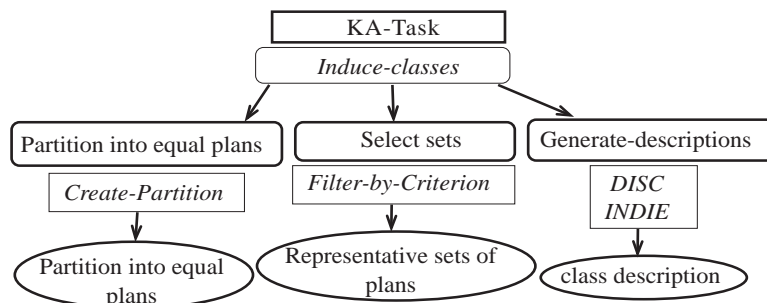 KA-Task
Induce-classes
Partition into equal plans
Select sets
Generate-descriptions
Create-Partition
Filter-by-Criterion
DISC
INDIE
Partition into equal
plans
Representative sets of
plans
class description